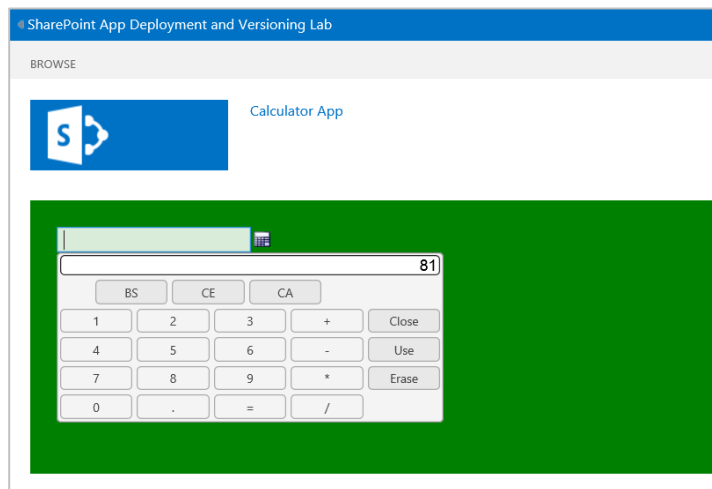 SharePoint App Deployment and Versioning Lab
BROWSE
S
Calculator App
81
BS CE CA
1 2 3 + Close
4 5 6 - Use
7 8 9 * Erase
0 . = /